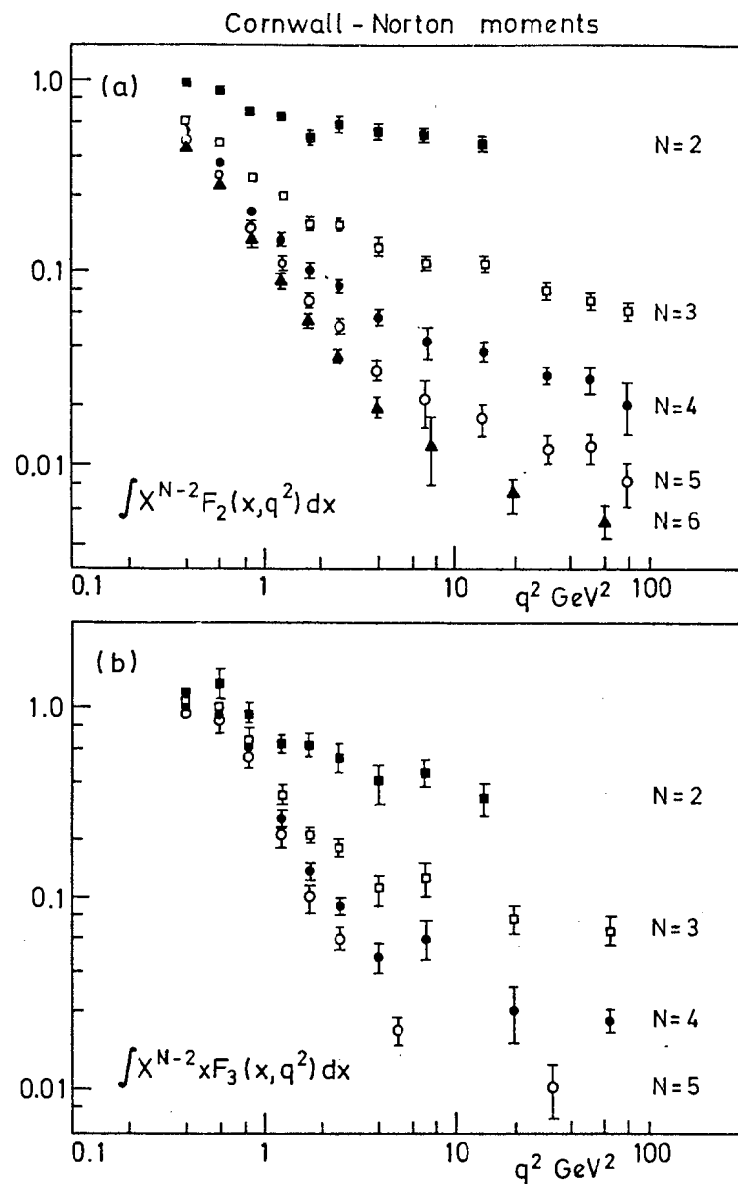 Cornwall - Norton moments
(a)
1.0
N=2
0.1
N=3
N=4
0.01
N=5
∫X^{N-2}F_2(x,q^2)dx
N=6
0.1 1 10 100
q^2 GeV^2
(b)
1.0
N=2
0.1
N=3
N=4
∫X^{N-2}xF_3(x,q^2)dx
0.01
N=5
0.1 1 10 100
q^2 GeV^2